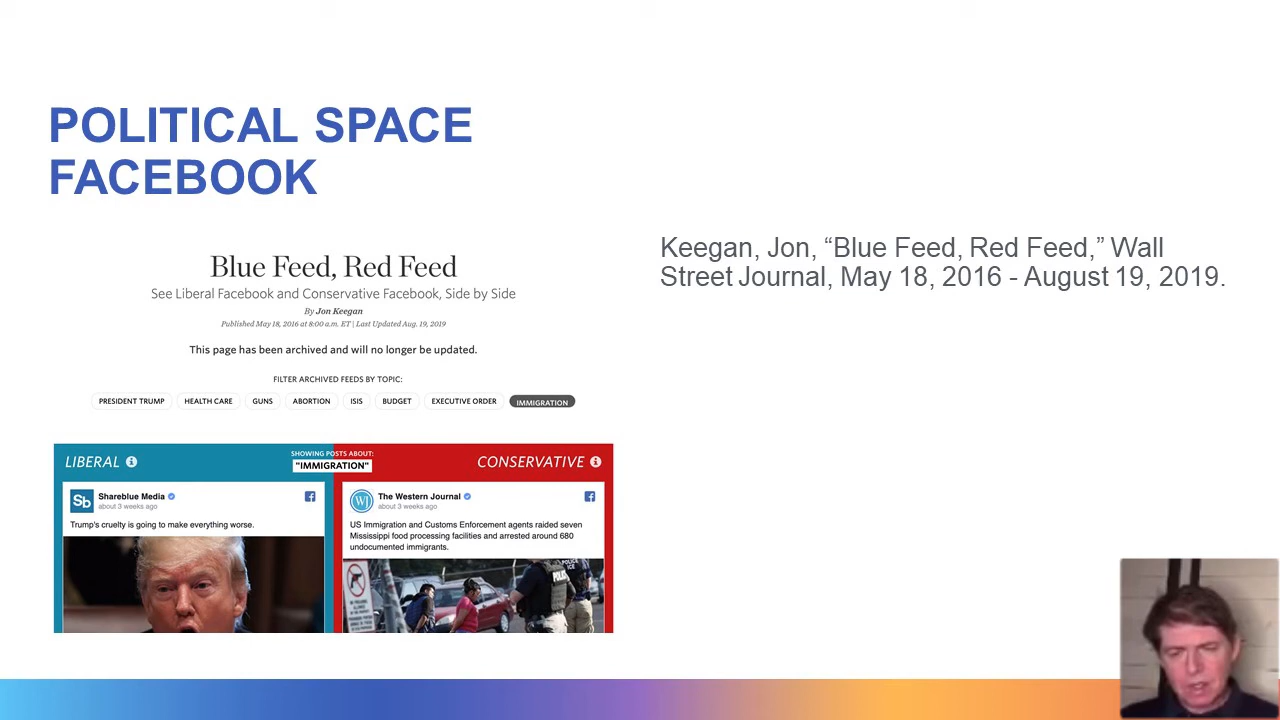 POLITICAL SPACE
FACEBOOK
Blue Feed, Red Feed
See Liberal Facebook and Conservative Facebook, Side by Side
By Jon Keegan
Published May 18, 2016 at 8:00 a.m. ET | Last Updated Aug. 19, 2019
This page has been archived and will no longer be updated.
FILTER ARCHIVED FEEDS BY TOPIC:
PRESIDENT TRUMP HEALTH CARE GUNS ABORTION ISIS BUDGET EXECUTIVE ORDER IMMIGRATION
LIBERAL
SHOWING POSTS ABOUT:
"IMMIGRATION"
CONSERVATIVE
Sb
Shareblue Media
about 3 weeks ago
Trump's cruelty is going to make everything worse.
WJ
The Western Journal
about 3 weeks ago
US Immigration and Customs Enforcement agents raided seven
Mississippi food processing facilities and arrested around 680
undocumented immigrants.
POLICE
ICE
Keegan, Jon, “Blue Feed, Red Feed,” Wall
Street Journal, May 18, 2016 - August 19, 2019.